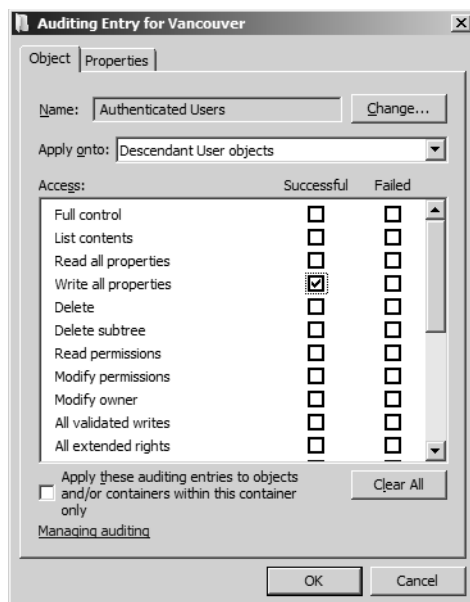 Auditing Entry for Vancouver
Object Properties
Name: Authenticated Users Change...
Apply onto: Descendant User objects
Access: Successful Failed
Full control
List contents
Read all properties
Write all properties
Delete
Delete subtree
Read permissions
Modify permissions
Modify owner
All validated writes
All extended rights
Apply these auditing entries to objects
and/or containers within this container
only
Clear All
Managing auditing
OK Cancel